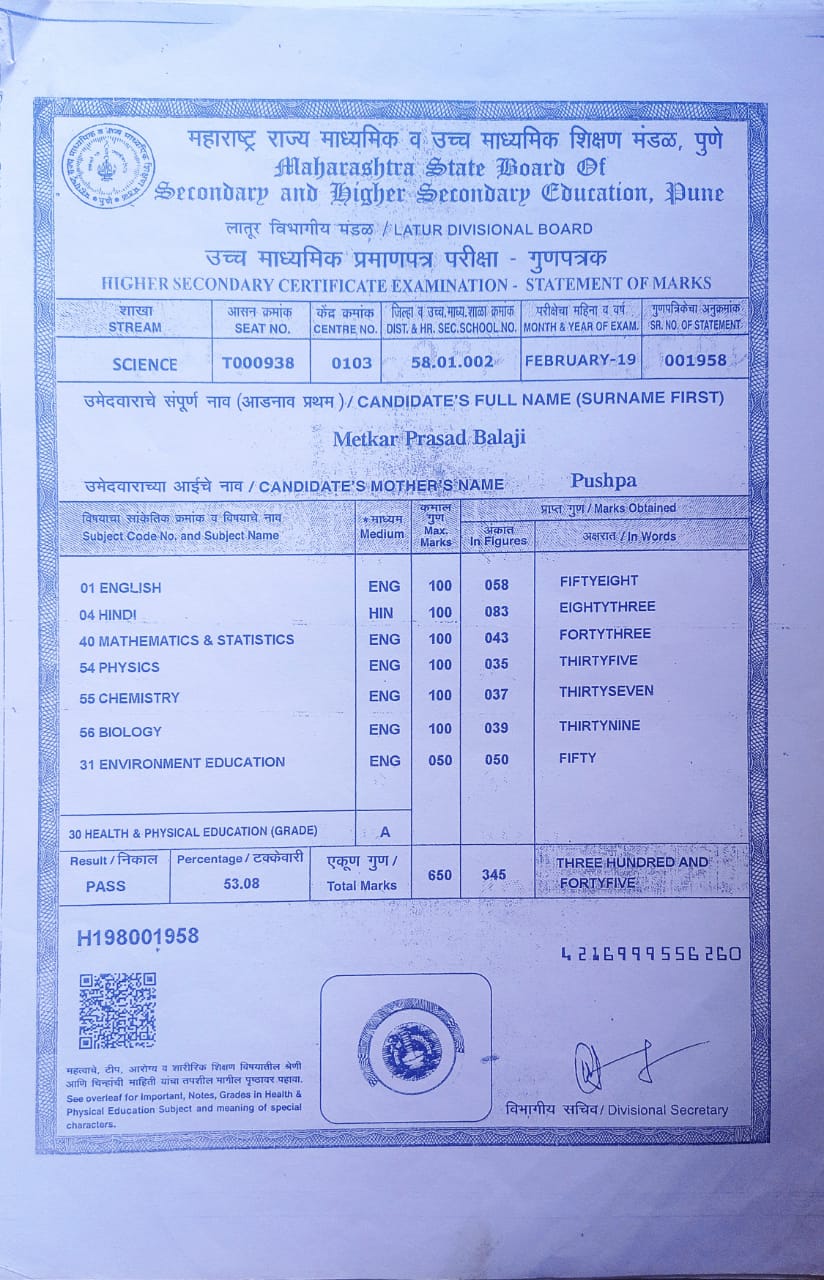 महाराष्ट्र राज्य माध्यमिक व उच्च माध्यमिक शिक्षण मंडळ, पुणे
Maharashtra State Board Of
Secondary and Higher Secondary Education, Pune
लातूर विभागीय मंडळ / LATUR DIVISIONAL BOARD
उच्च माध्यमिक प्रमाणपत्र परीक्षा - गुणपत्रक
HIGHER SECONDARY CERTIFICATE EXAMINATION - STATEMENT OF MARKS
शाखा आसन क्रमांक केंद्र क्रमांक जिल्हा व उच्च.माध्य.शाळा क्रमांक परीक्षेचा महिना व वर्ष गुणपत्रिकेचा अनुक्रमांक
STREAM SEAT NO. CENTRE NO. DIST. & HR. SEC.SCHOOL NO. MONTH & YEAR OF EXAM. SR. NO. OF STATEMENT
SCIENCE T000938 0103 58.01.002 FEBRUARY-19 001958
उमेदवाराचे संपूर्ण नाव (आडनाव प्रथम) / CANDIDATE'S FULL NAME (SURNAME FIRST)
Metkar Prasad Balaji
उमेदवाराच्या आईचे नाव / CANDIDATE'S MOTHER'S NAME Pushpa
विषयाचा सांकेतिक क्रमांक व विषयाचे नाव * माध्यम कमाल गुण प्राप्त गुण / Marks Obtained
Subject Code No. and Subject Name Medium Max. Marks अंकात In Figures अक्षरात / In Words
01 ENGLISH ENG 100 058 FIFTYEIGHT
04 HINDI HIN 100 083 EIGHTYTHREE
40 MATHEMATICS & STATISTICS ENG 100 043 FORTYTHREE
54 PHYSICS ENG 100 035 THIRTYFIVE
55 CHEMISTRY ENG 100 037 THIRTYSEVEN
56 BIOLOGY ENG 100 039 THIRTYNINE
31 ENVIRONMENT EDUCATION ENG 050 050 FIFTY
30 HEALTH & PHYSICAL EDUCATION (GRADE) A
Result / निकाल Percentage / टक्केवारी एकूण गुण / Total Marks 650 345 THREE HUNDRED AND
PASS 53.08 FORTYFIVE
H198001958
4216999556260
महत्वाचे, टीप, आरोग्य व शारीरिक शिक्षण विषयातील श्रेणी
आणि चिन्हांची माहिती यांचा तपशील मागील पृष्ठावर पहावा.
See overleaf for Important, Notes, Grades in Health &
Physical Education Subject and meaning of special
characters.
विभागीय सचिव / Divisional Secretary